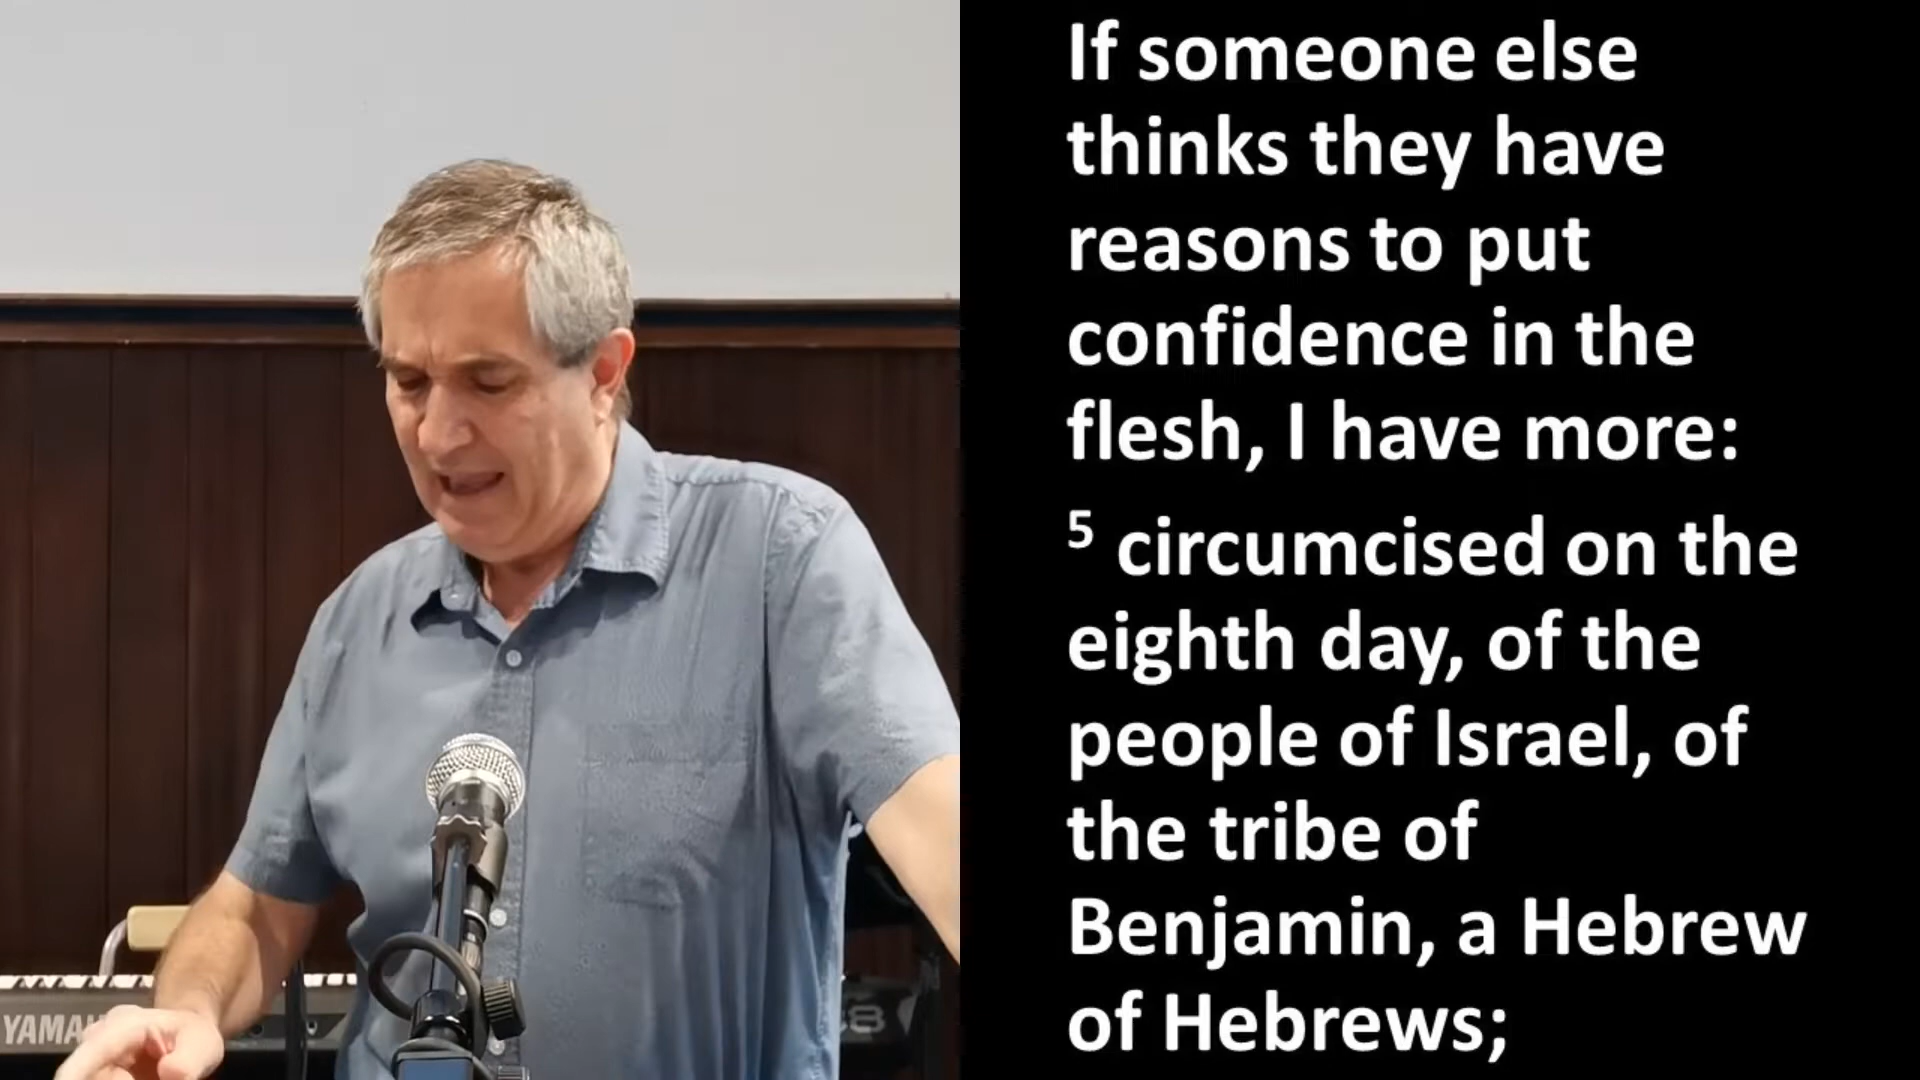 If someone else
thinks they have
reasons to put
confidence in the
flesh, I have more:
5 circumcised on the
eighth day, of the
people of Israel, of
the tribe of
Benjamin, a Hebrew
of Hebrews;